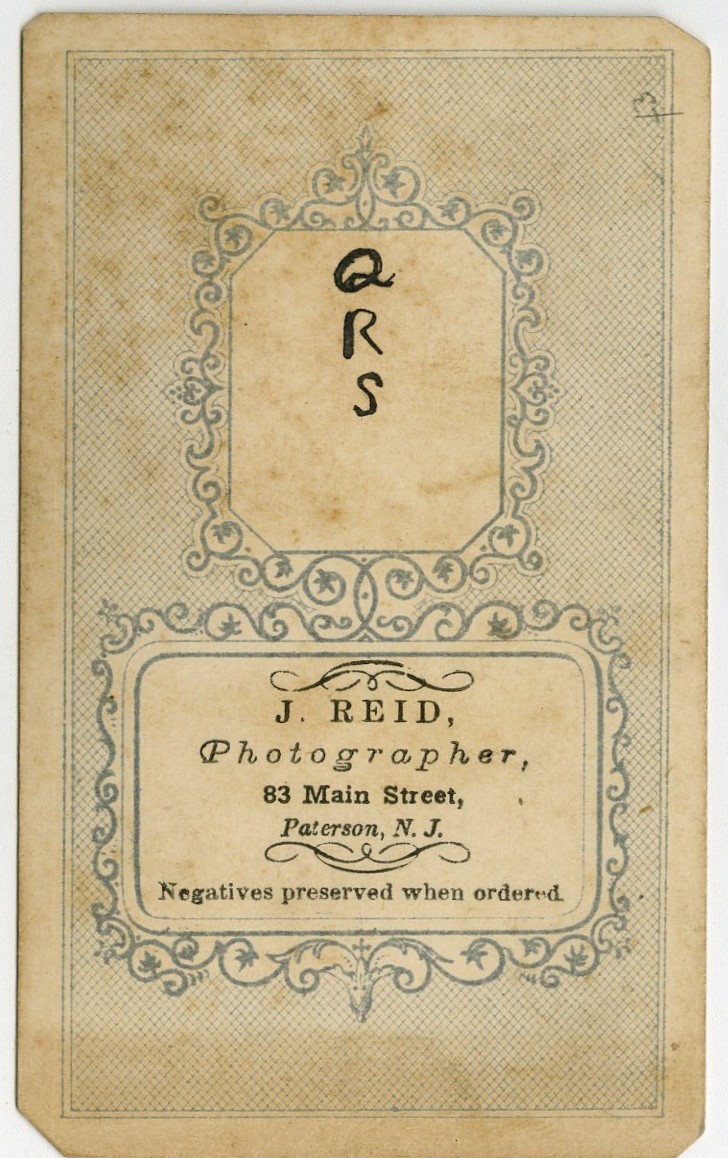 Q
R
S
J. REID,
Photographer,
83 Main Street,
Paterson, N. J.
Negatives preserved when ordered